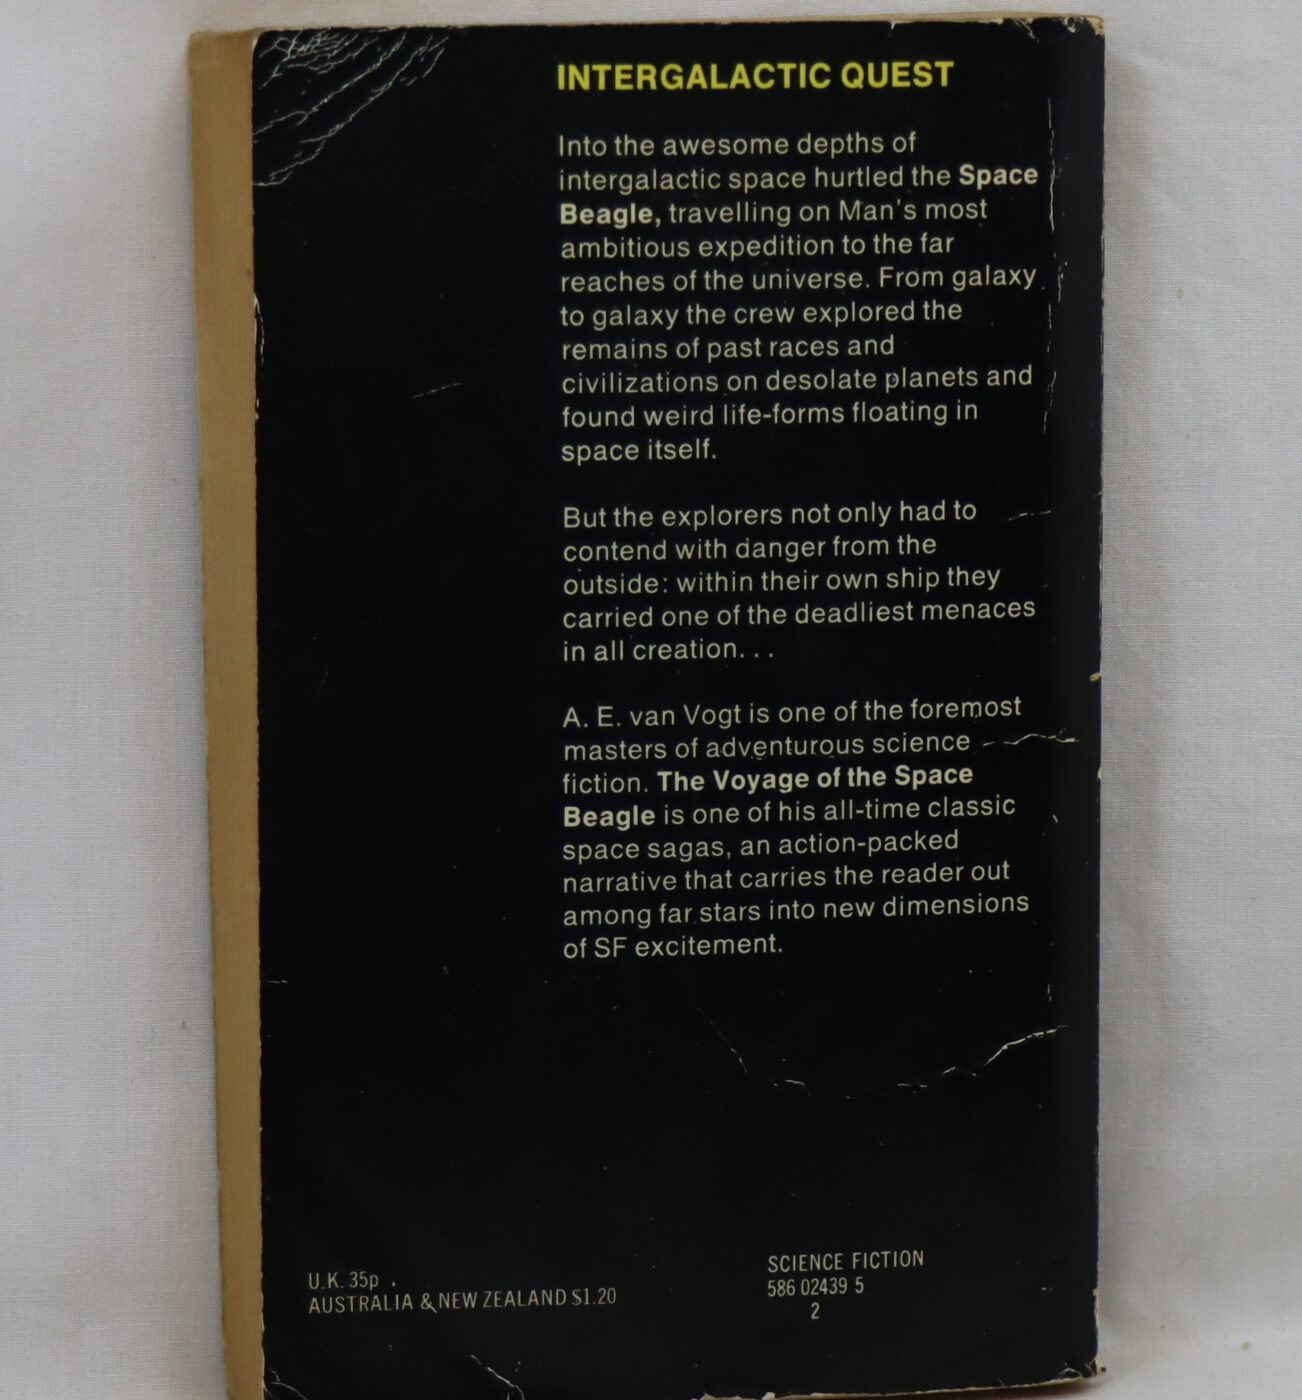 INTERGALACTIC QUEST
Into the awesome depths of
intergalactic space hurtled the Space
Beagle, travelling on Man's most
ambitious expedition to the far
reaches of the universe. From galaxy
to galaxy the crew explored the
remains of past races and
civilizations on desolate planets and
found weird life-forms floating in
space itself.
But the explorers not only had to
contend with danger from the
outside: within their own ship they
carried one of the deadliest menaces
in all creation. . .
A. E. van Vogt is one of the foremost
masters of adventurous science
fiction. The Voyage of the Space
Beagle is one of his all-time classic
space sagas, an action-packed
narrative that carries the reader out
among far stars into new dimensions
of SF excitement.
U.K. 35p
AUSTRALIA & NEW ZEALAND $1.20
SCIENCE FICTION
586 02439 5
2